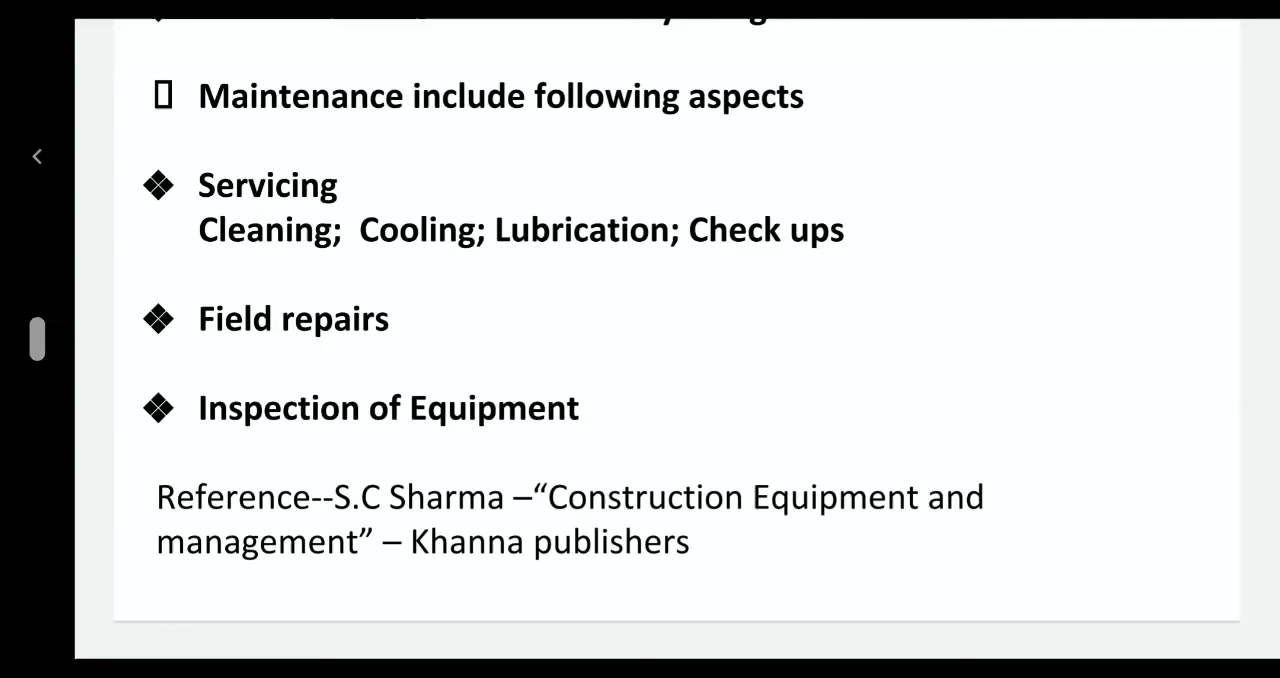 Maintenance include following aspects
❖ Servicing
Cleaning;  Cooling; Lubrication; Check ups
❖ Field repairs
❖ Inspection of Equipment
Reference--S.C Sharma –“Construction Equipment and
management” – Khanna publishers